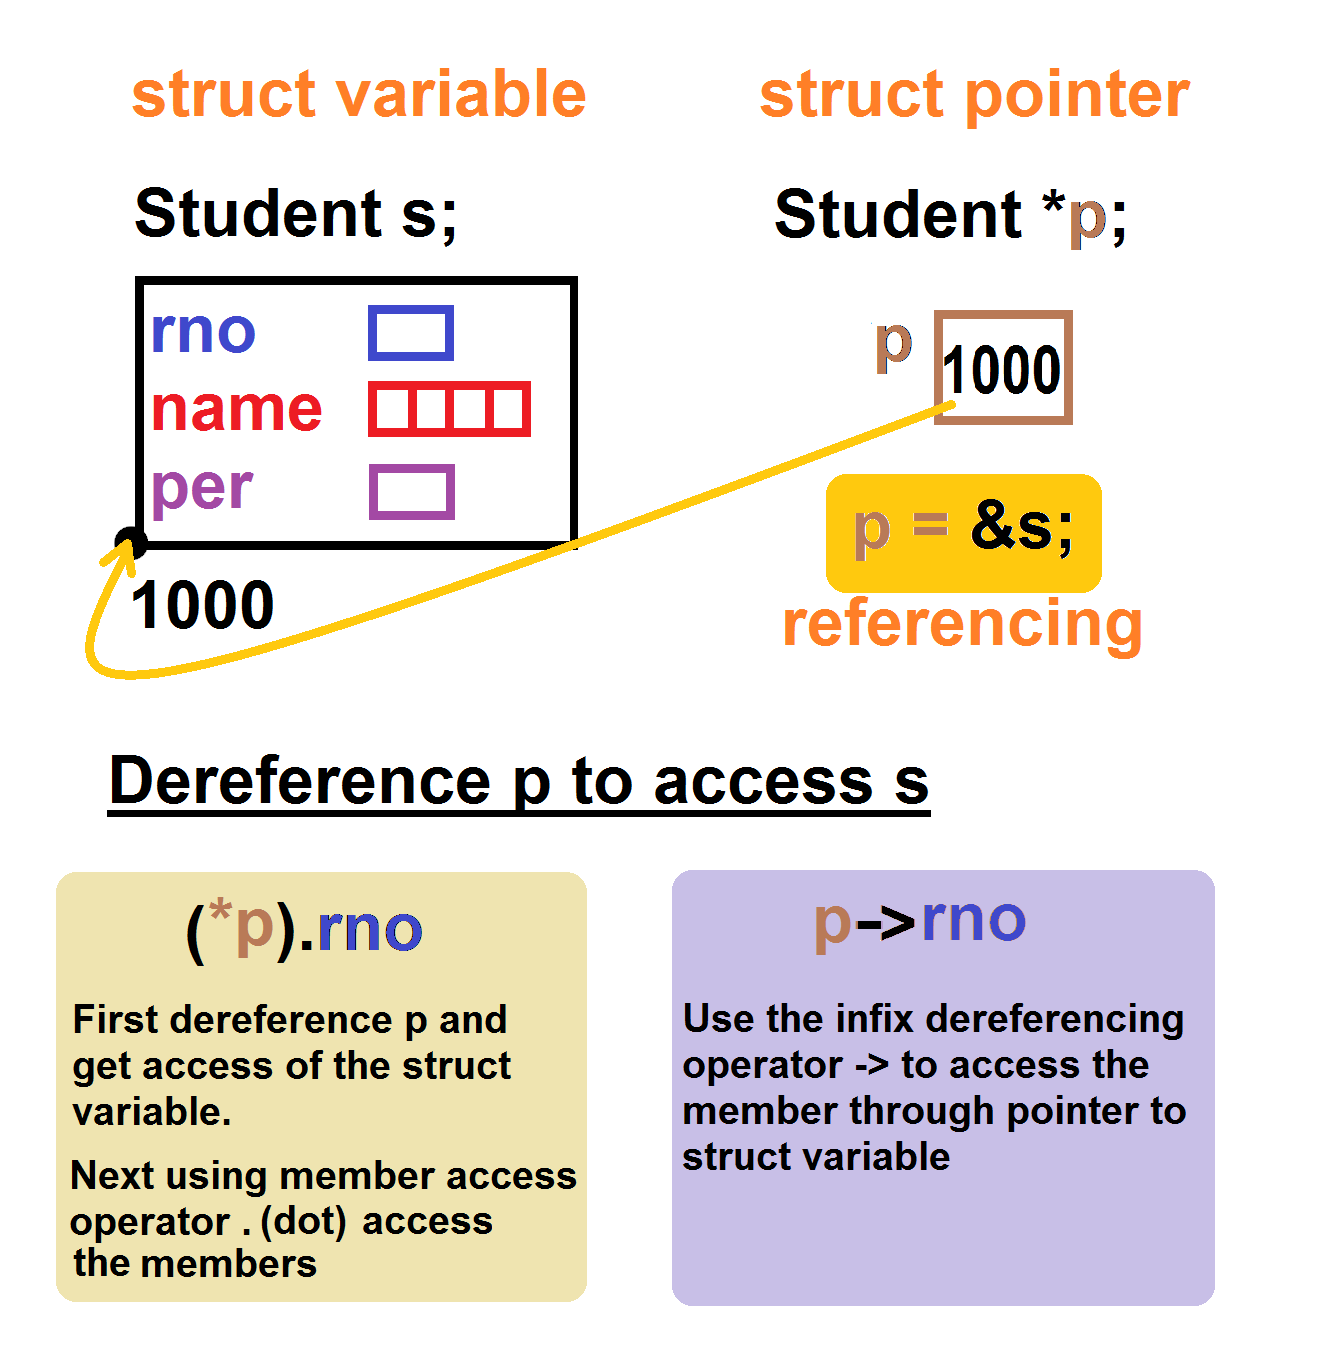 struct variable
struct pointer
Student s;
Student *p;
rno
name
per
1000
p
1000
p = &s;
referencing
Dereference p to access s
(*p).rno
First dereference p and
get access of the struct
variable.
Next using member access
operator . (dot) access
the members
p->rno
Use the infix dereferencing
operator -> to access the
member through pointer to
struct variable